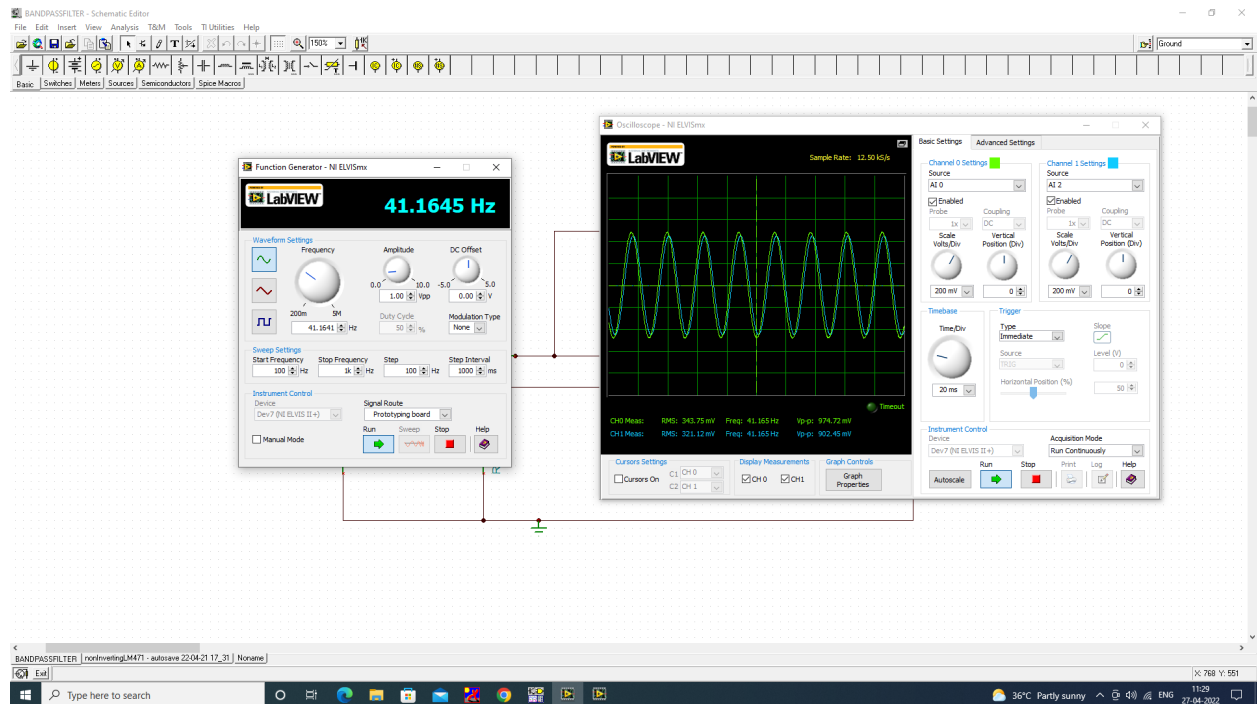 BANDPASSFILTER - Schematic Editor
File Edit Insert View Analysis T&M Tools TI Utilities Help
150%
Ground
Basic Switches Meters Sources Semiconductors Spice Macros
Function Generator - NI ELVISmx
LabVIEW
41.1645 Hz
Waveform Settings
Frequency
Amplitude
DC Offset
0.0 10.0 -5.0 5.0
1.00 Vpp
0.00 V
200m 5M
Duty Cycle
Modulation Type
41.1641 Hz
50 %
None
Sweep Settings
Start Frequency Stop Frequency Step Step Interval
100 Hz 1k Hz 100 Hz 1000 ms
Instrument Control
Device
Signal Route
Dev7 (NI ELVIS II+)
Prototyping board
Run Sweep Stop Help
Manual Mode
Oscilloscope - NI ELVISmx
LabVIEW
Sample Rate: 12.50 kS/s
Timeout
CH0 Meas: RMS: 343.75 mV Freq: 41.165 Hz Vp-p: 974.72 mV
CH1 Meas: RMS: 321.12 mV Freq: 41.165 Hz Vp-p: 902.45 mV
Cursors Settings
Cursors On
C1 CH 0
C2 CH 1
Display Measurements
CH 0 CH1
Graph Controls
Graph
Properties
Basic Settings Advanced Settings
Channel 0 Settings
Source
AI 0
Enabled
Probe Coupling
1x DC
Scale Vertical
Volts/Div Position (Div)
200 mV 0
Channel 1 Settings
Source
AI 2
Enabled
Probe Coupling
1x DC
Scale Vertical
Volts/Div Position (Div)
200 mV 0
Timebase
Time/Div
20 ms
Trigger
Type
Immediate
Slope
Source
TRIG
Level (V)
0
Horizontal Position (%)
50
Instrument Control
Device
Acquisition Mode
Dev7 (NI ELVIS II+)
Run Continuously
Run Stop Print Log Help
Autoscale
BANDPASSFILTER nonInvertingLM471 - autosave 22-04-21 17_31 Noname
Exit
X: 768 Y: 551
Type here to search
36°C Partly sunny
ENG
11:29
27-04-2022